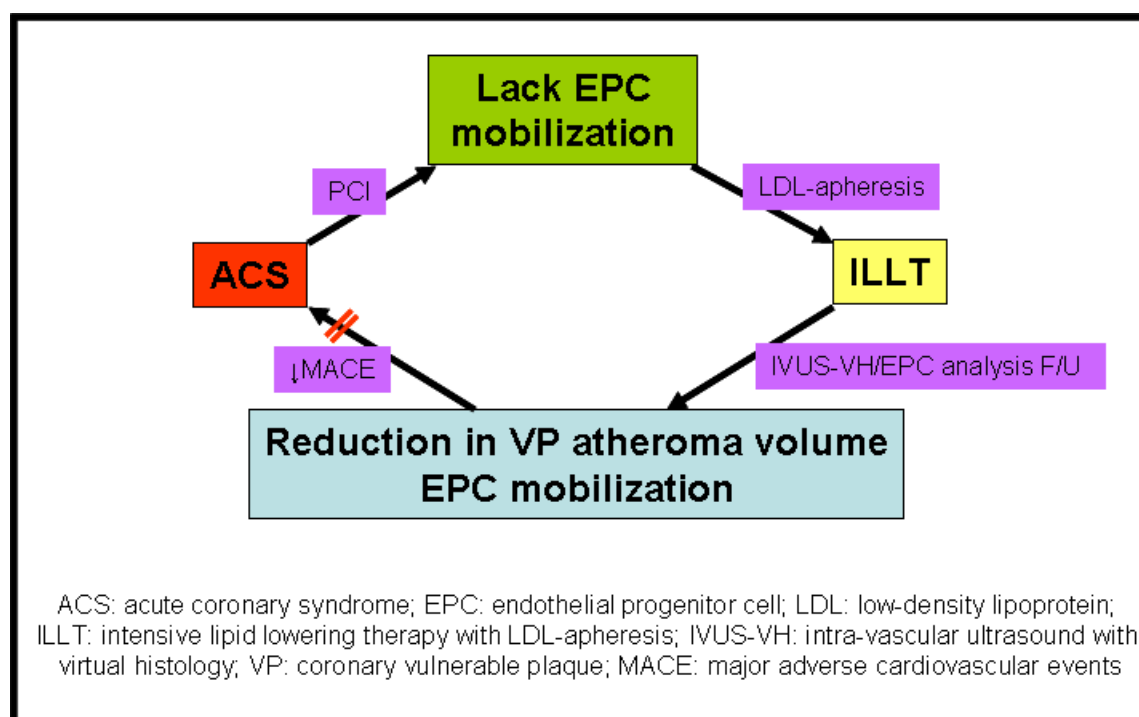 Lack EPC
mobilization
PCI
LDL-apheresis
ACS
ILLT
↓MACE
IVUS-VH/EPC analysis F/U
Reduction in VP atheroma volume
EPC mobilization
ACS: acute coronary syndrome; EPC: endothelial progenitor cell; LDL: low-density lipoprotein;
ILLT: intensive lipid lowering therapy with LDL-apheresis; IVUS-VH: intra-vascular ultrasound with
virtual histology; VP: coronary vulnerable plaque; MACE: major adverse cardiovascular events